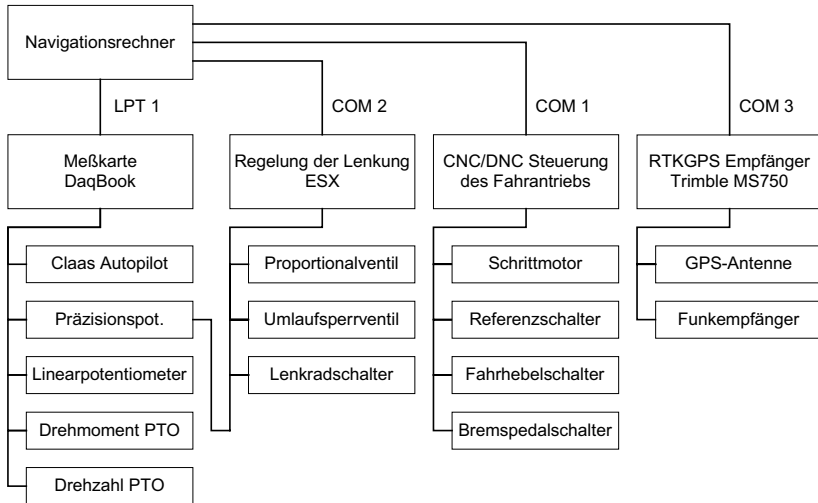 Navigationsrechner
LPT 1
COM 2
COM 1
COM 3
Meßkarte
DaqBook
Regelung der Lenkung
ESX
CNC/DNC Steuerung
des Fahrantriebs
RTKGPS Empfänger
Trimble MS750
Claas Autopilot
Proportionalventil
Schrittmotor
GPS-Antenne
Präzisionspot.
Umlaufsperrventil
Referenzschalter
Funkempfänger
Linearpotentiometer
Lenkradschalter
Fahrhebelschalter
Drehmoment PTO
Bremspedalschalter
Drehzahl PTO